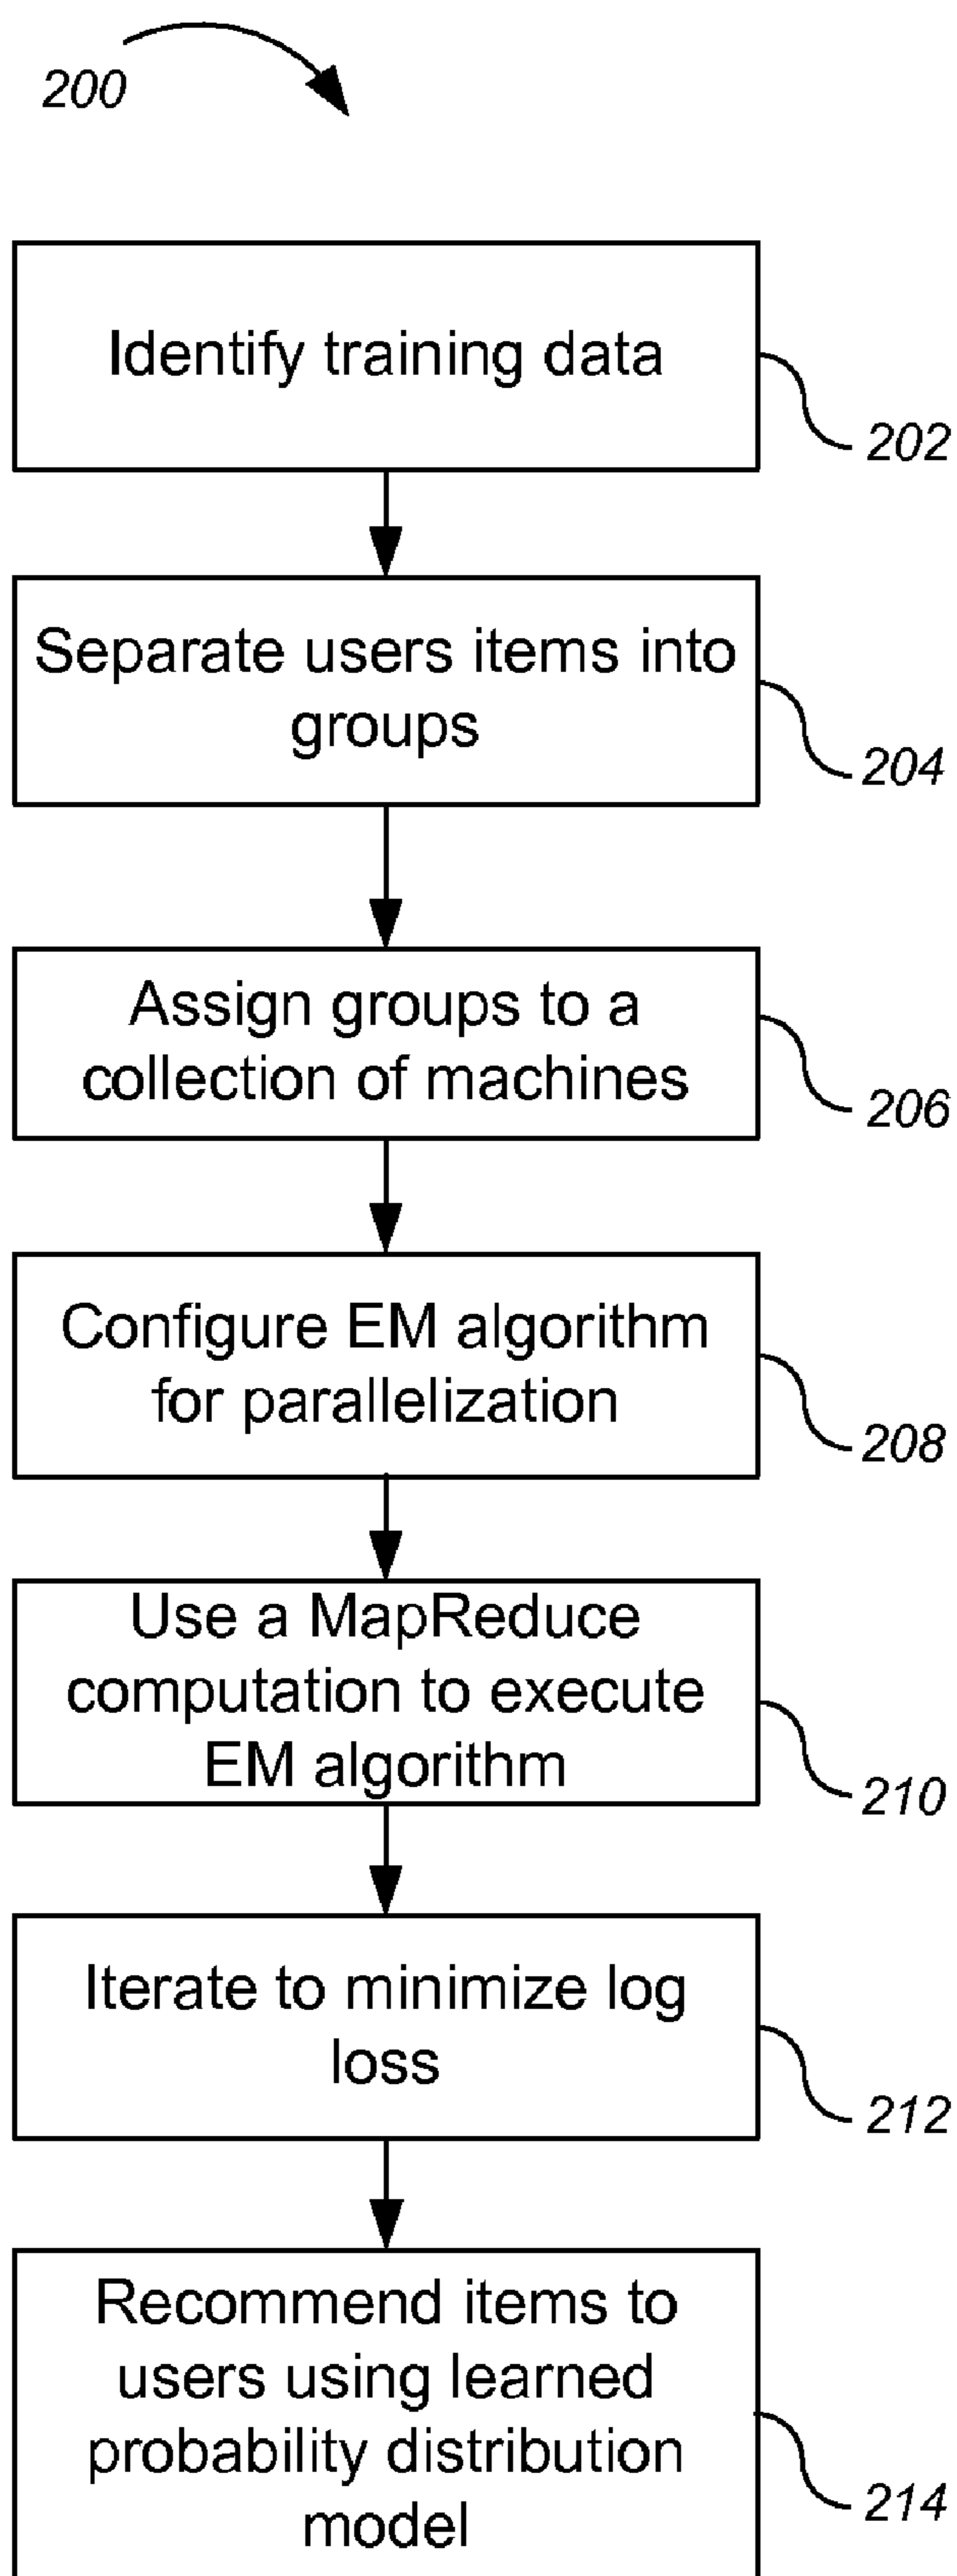 200
Identify training data
202
Separate users items into
groups
204
Assign groups to a
collection of machines
206
Configure EM algorithm
for parallelization
208
Use a MapReduce
computation to execute
EM algorithm
210
Iterate to minimize log
loss
212
Recommend items to
users using learned
probability distribution
model
214